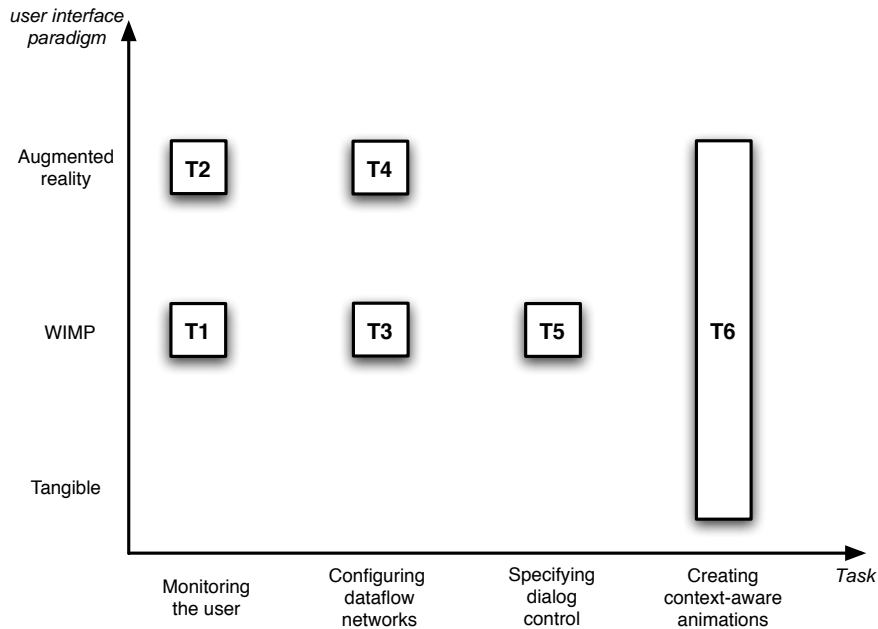 user interface
paradigm
Augmented
reality
T2
T4
WIMP
T1
T3
T5
T6
Tangible
Monitoring
the user
Configuring
dataflow
networks
Specifying
dialog
control
Creating
context-aware
animations
Task